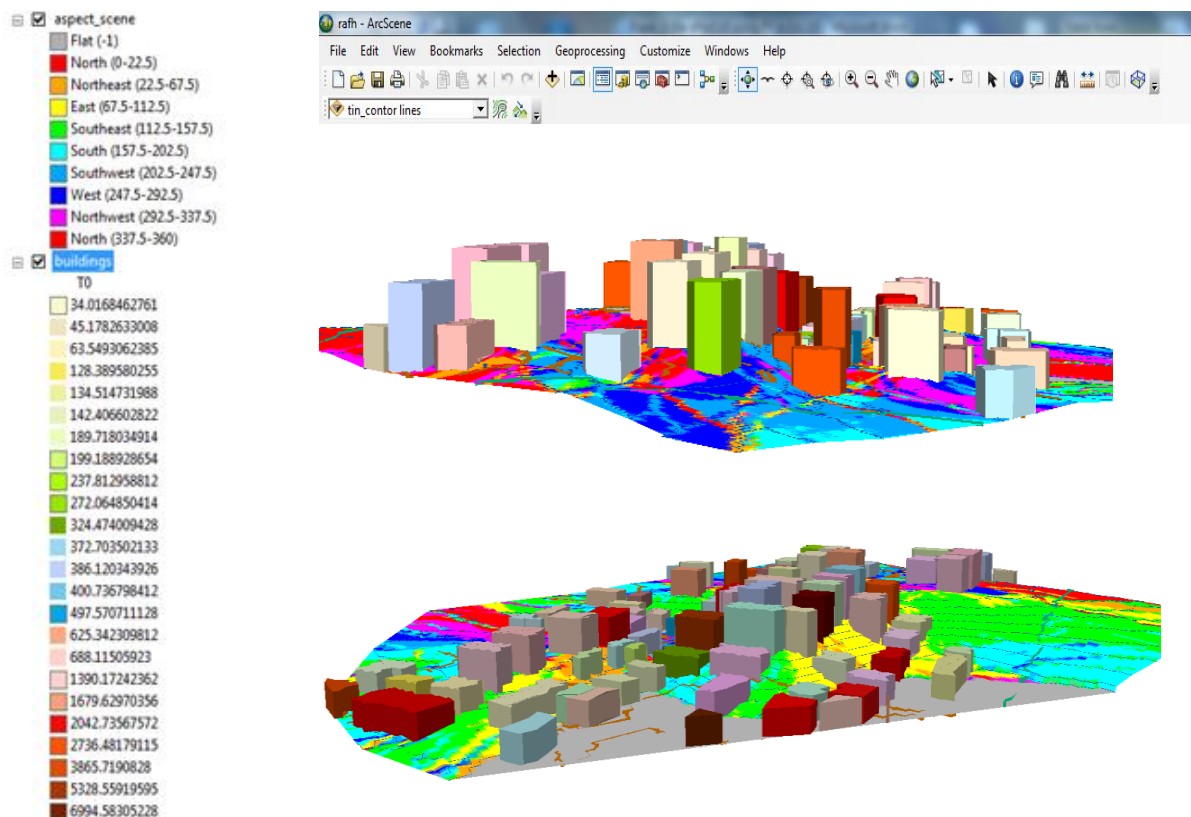 aspect_scene
Flat (-1)
North (0-22.5)
Northeast (22.5-67.5)
East (67.5-112.5)
Southeast (112.5-157.5)
South (157.5-202.5)
Southwest (202.5-247.5)
West (247.5-292.5)
Northwest (292.5-337.5)
North (337.5-360)
buildings
T0
34.0168462761
45.1782633008
63.5493062385
128.389580255
134.514731988
142.406602822
189.718034914
199.188928654
237.812958812
272.064850414
324.474009428
372.703502133
386.120343926
400.736798412
497.570711128
625.342309812
688.11505923
1390.17242362
1679.62970356
2042.73567572
2736.48179115
3865.7190828
5328.55919595
6994.58305228
rafh - ArcScene
File Edit View Bookmarks Selection Geoprocessing Customize Windows Help
tin_contor lines